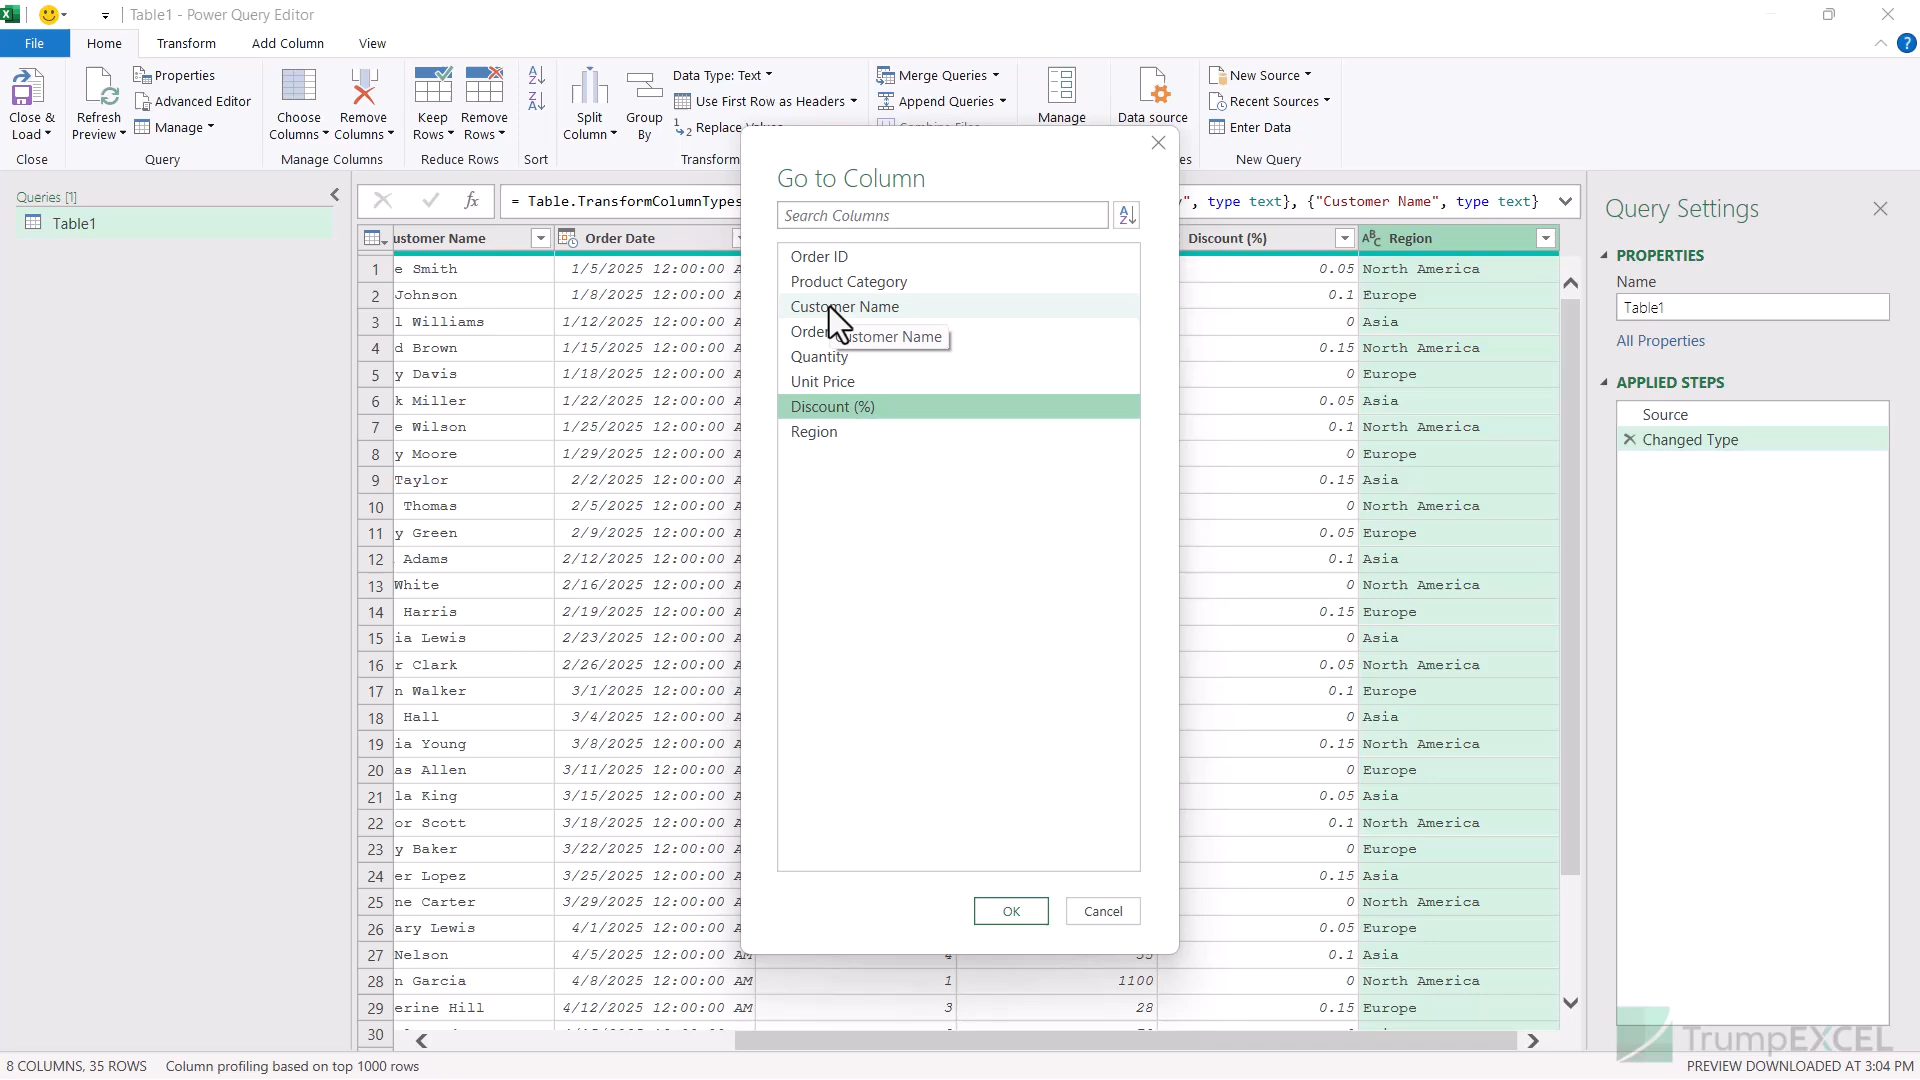 Table1 - Power Query Editor
File
Home
Transform
Add Column
View
Close &
Load
Close
Refresh
Preview
Properties
Advanced Editor
Manage
Query
Choose
Columns
Remove
Columns
Manage Columns
Keep
Rows
Remove
Rows
Reduce Rows
Sort
Split
Column
Group
By
Data Type: Text
Use First Row as Headers
Replace Values
Transform
Merge Queries
Append Queries
Combine Files
Manage
Data source
New Source
Recent Sources
Enter Data
New Query
Queries [1]
Table1
fx
= Table.TransformColumnTypes
y", type text}, {"Customer Name", type text}
ustomer Name Order Date Discount (%) ABC Region
1 e Smith 1/5/2025 12:00:00 A 0.05 North America
2 Johnson 1/8/2025 12:00:00 A 0.1 Europe
3 l Williams 1/12/2025 12:00:00 A 0 Asia
4 d Brown 1/15/2025 12:00:00 A 0.15 North America
5 y Davis 1/18/2025 12:00:00 A 0 Europe
6 k Miller 1/22/2025 12:00:00 A 0.05 Asia
7 e Wilson 1/25/2025 12:00:00 A 0.1 North America
8 y Moore 1/29/2025 12:00:00 A 0 Europe
9 Taylor 2/2/2025 12:00:00 A 0.15 Asia
10 Thomas 2/5/2025 12:00:00 A 0 North America
11 y Green 2/9/2025 12:00:00 A 0.05 Europe
12 Adams 2/12/2025 12:00:00 A 0.1 Asia
13 White 2/16/2025 12:00:00 A 0 North America
14 Harris 2/19/2025 12:00:00 A 0.15 Europe
15 ia Lewis 2/23/2025 12:00:00 A 0 Asia
16 r Clark 2/26/2025 12:00:00 A 0.05 North America
17 n Walker 3/1/2025 12:00:00 A 0.1 Europe
18 Hall 3/4/2025 12:00:00 A 0 Asia
19 ia Young 3/8/2025 12:00:00 A 0.15 North America
20 as Allen 3/11/2025 12:00:00 A 0 Europe
21 la King 3/15/2025 12:00:00 A 0.05 Asia
22 or Scott 3/18/2025 12:00:00 A 0.1 North America
23 y Baker 3/22/2025 12:00:00 A 0 Europe
24 er Lopez 3/25/2025 12:00:00 A 0.15 Asia
25 ne Carter 3/29/2025 12:00:00 A 0 North America
26 ary Lewis 4/1/2025 12:00:00 A 0.05 Europe
27 Nelson 4/5/2025 12:00:00 AM 4 0.1 Asia
28 n Garcia 4/8/2025 12:00:00 AM 1 1100 0 North America
29 erine Hill 4/12/2025 12:00:00 AM 3 28 0.15 Europe
30
Go to Column
Search Columns
Order ID
Product Category
Customer Name
Order
ustomer Name
Quantity
Unit Price
Discount (%)
Region
OK
Cancel
Query Settings
PROPERTIES
Name
Table1
All Properties
APPLIED STEPS
Source
Changed Type
TrumpEXCEL
8 COLUMNS, 35 ROWS
Column profiling based on top 1000 rows
PREVIEW DOWNLOADED AT 3:04 PM